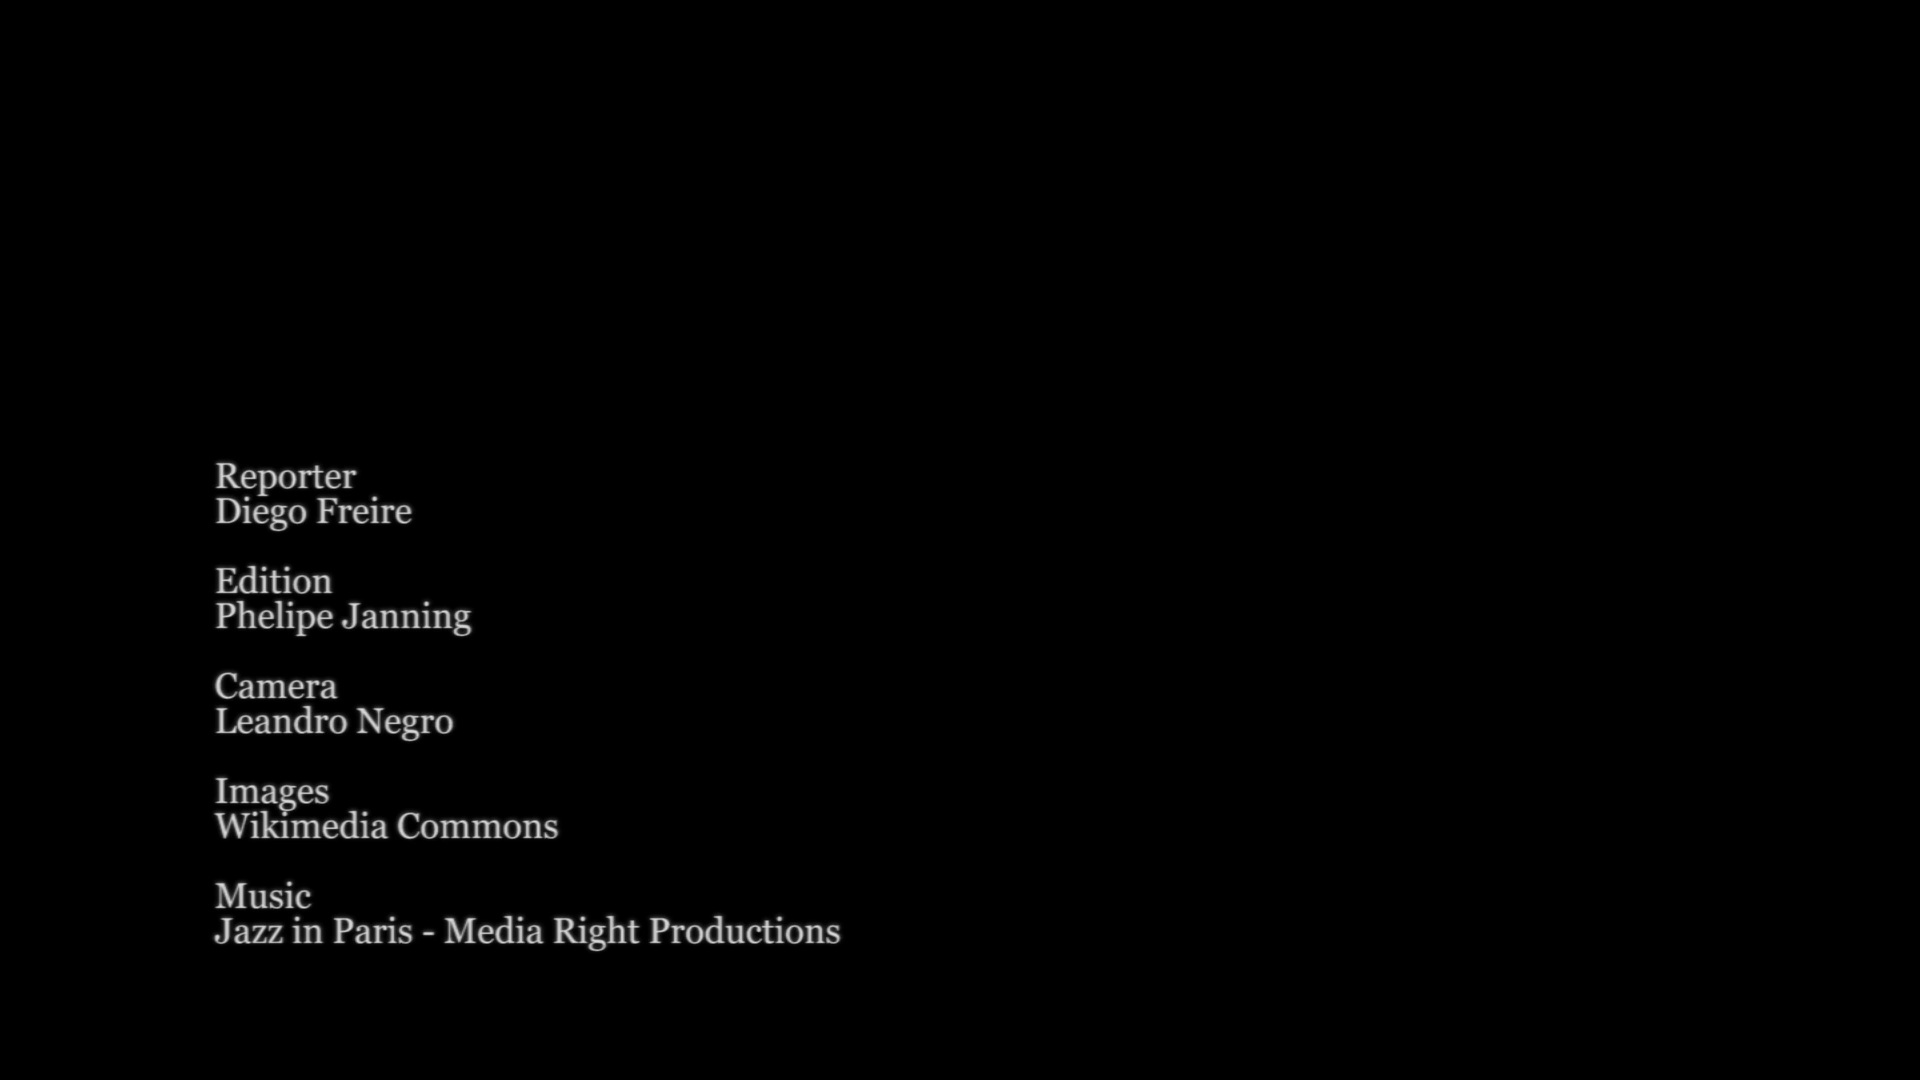 Reporter
Diego Freire
Edition
Phelipe Janning
Camera
Leandro Negro
Images
Wikimedia Commons
Music
Jazz in Paris - Media Right Productions